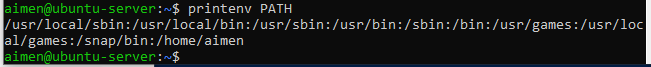 aimen@ubuntu-server:~$ printenv PATH
/usr/local/sbin:/usr/local/bin:/usr/sbin:/usr/bin:/sbin:/bin:/usr/games:/usr/loc
al/games:/snap/bin:/home/aimen
aimen@ubuntu-server:~$